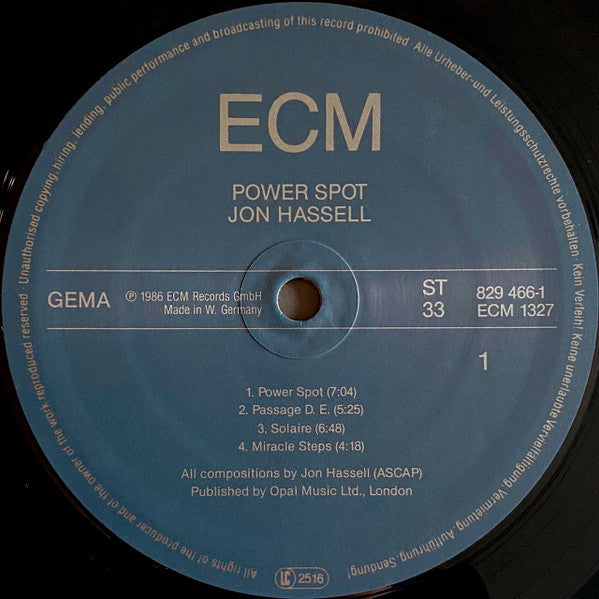 All rights of the producer and of the owner of the work reproduced reserved · Unauthorised copying, hiring, lending, public performance and broadcasting of this record prohibited · Alle Urheber-und Leistungsschutzrechte vorbehalten · Kein Verleih! Keine unerlaubte Vervielfältigung, Vermietung, Aufführung, Sendung!
ECM
POWER SPOT
JON HASSELL
GEMA
℗ 1986 ECM Records GmbH
Made in W. Germany
ST
33
829 466-1
ECM 1327
1
1. Power Spot (7:04)
2. Passage D. E. (5:25)
3. Solaire (6:48)
4. Miracle Steps (4:18)
All compositions by Jon Hassell (ASCAP)
Published by Opal Music Ltd., London
LC 2516